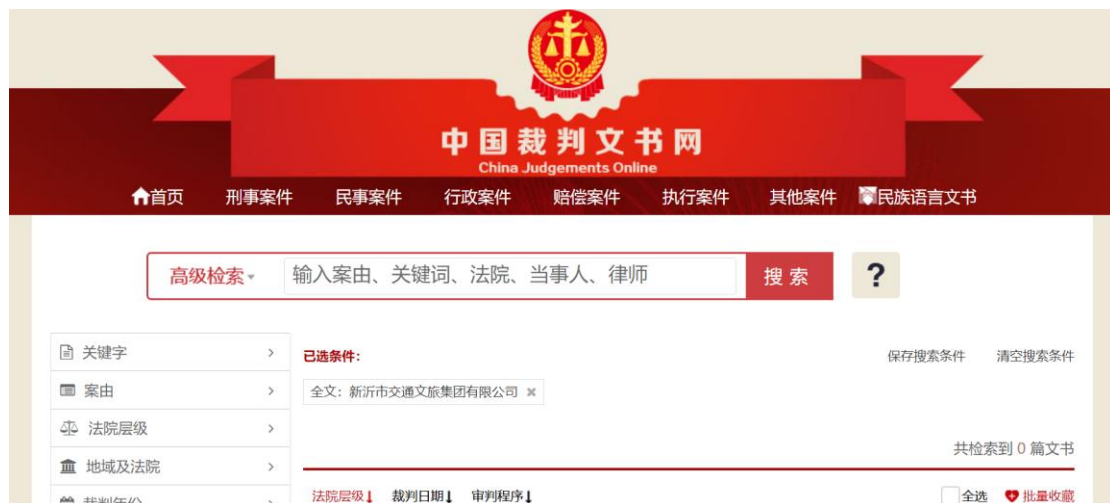 中国裁判文书网
China Judgements Online
首页 刑事案件 民事案件 行政案件 赔偿案件 执行案件 其他案件 民族语言文书
高级检索 输入案由、关键词、法院、当事人、律师 搜索 ?
关键字
已选条件: 保存搜索条件 清空搜索条件
案由
全文: 新沂市交通文旅集团有限公司 ×
法院层级
共检索到 0 篇文书
地域及法院
法院层级↓ 裁判日期↓ 审判程序↓ 全选 批量收藏
裁判年份